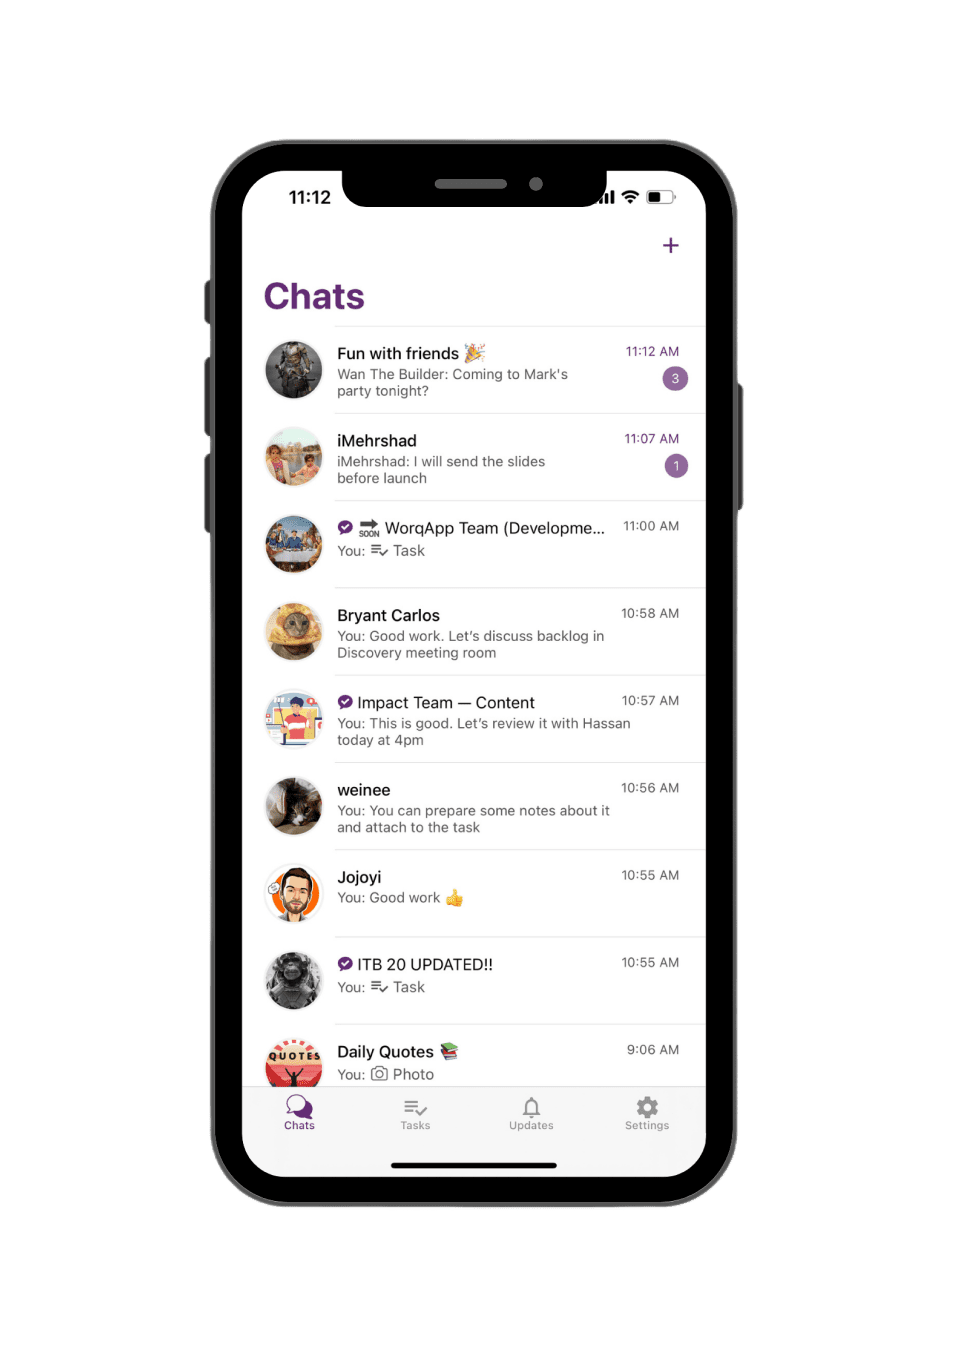 11:12
+
Chats
Fun with friends 🎉
11:12 AM
Wan The Builder: Coming to Mark's
party tonight?
3
iMehrshad
11:07 AM
iMehrshad: I will send the slides
before launch
1
🔜 WorqApp Team (Developme...
11:00 AM
You: Task
Bryant Carlos
10:58 AM
You: Good work. Let’s discuss backlog in
Discovery meeting room
Impact Team — Content
10:57 AM
You: This is good. Let’s review it with Hassan
today at 4pm
weinee
10:56 AM
You: You can prepare some notes about it
and attach to the task
Jojoyi
10:55 AM
You: Good work 👍
ITB 20 UPDATED!!
10:55 AM
You: Task
QUOTES
Daily Quotes 📚
9:06 AM
You: Photo
Chats
Tasks
Updates
Settings